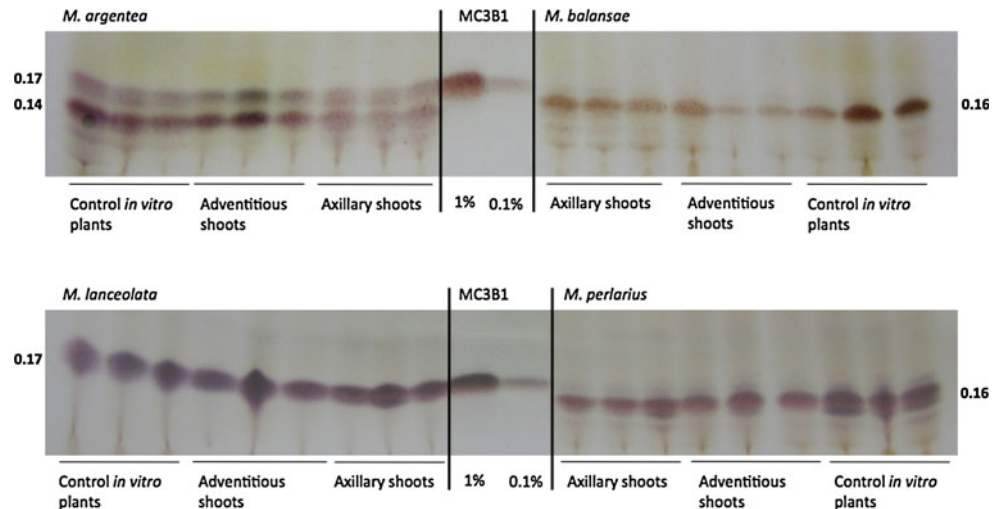 M. argentea MC3B1 M. balansae
0.17
0.14
0.16
1% 0.1%
Control in vitro plants
Adventitious shoots
Axillary shoots
Axillary shoots
Adventitious shoots
Control in vitro plants
M. lanceolata MC3B1 M. perlarius
0.17
0.16
1% 0.1%
Control in vitro plants
Adventitious shoots
Axillary shoots
Axillary shoots
Adventitious shoots
Control in vitro plants